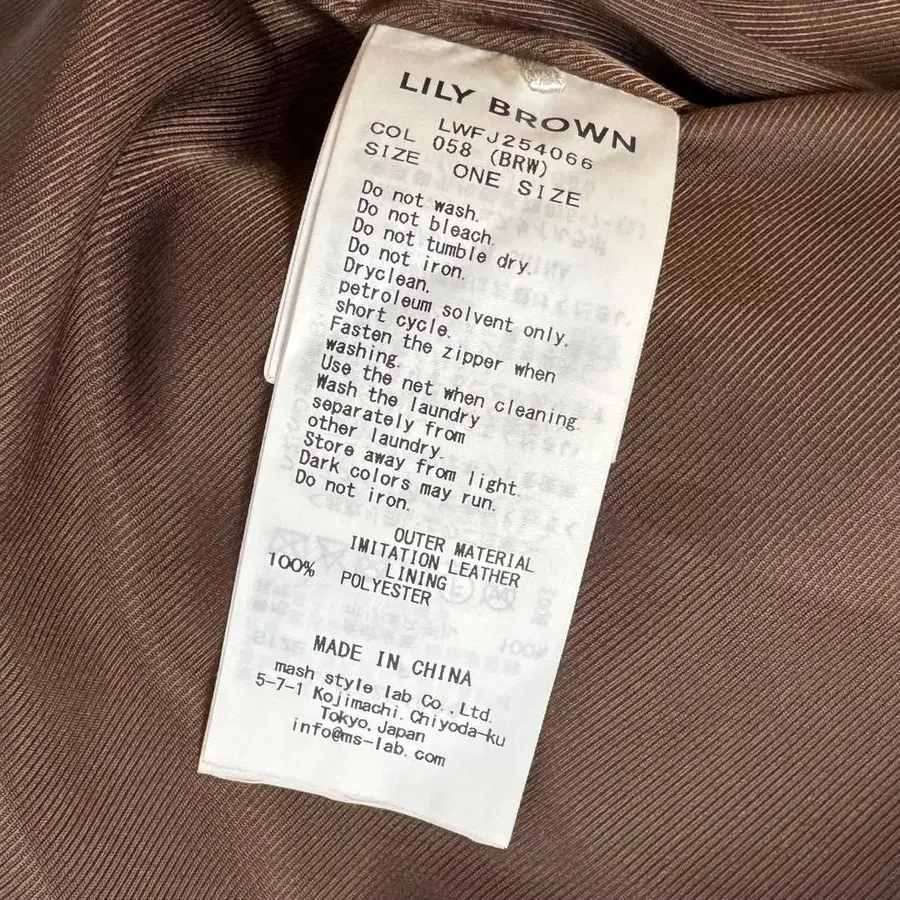 LILY BROWN
LWFJ254066
COL 058 (BRW)
SIZE ONE SIZE
Do not wash.
Do not bleach.
Do not tumble dry.
Do not iron.
Dryclean.
petroleum solvent only.
short cycle.
Fasten the zipper when
washing.
Use the net when cleaning.
Wash the laundry
separately from
other laundry.
Store away from light.
Dark colors may run.
Do not iron.
OUTER MATERIAL
IMITATION LEATHER
LINING
100% POLYESTER
MADE IN CHINA
mash style lab Co.,Ltd.
5-7-1 Kojimachi.Chiyoda-ku
Tokyo.Japan
info@ms-lab.com